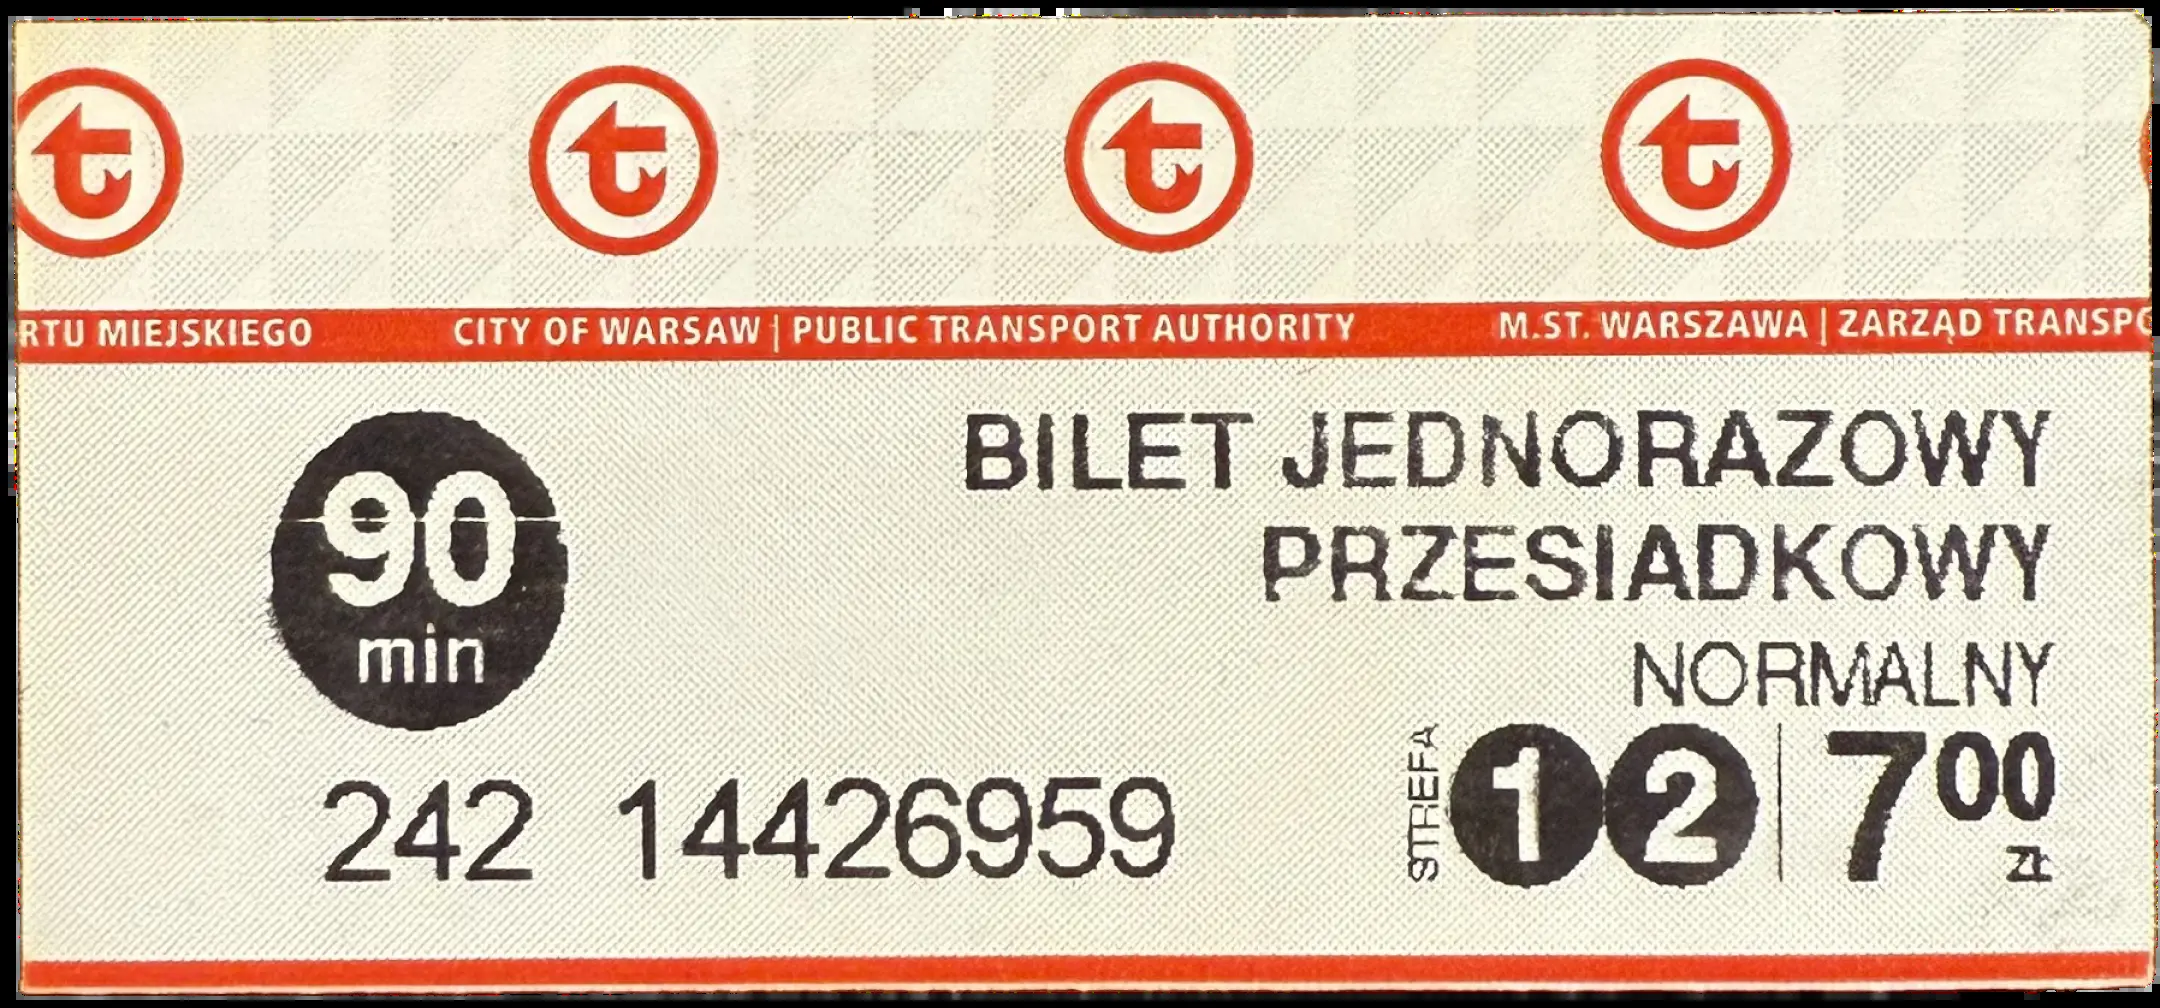 RTU MIEJSKIEGO CITY OF WARSAW | PUBLIC TRANSPORT AUTHORITY M.ST. WARSZAWA | ZARZĄD TRANSPO
90
min
BILET JEDNORAZOWY
PRZESIADKOWY
NORMALNY
242 14426959
STREFA 1 2 | 7 00 zł